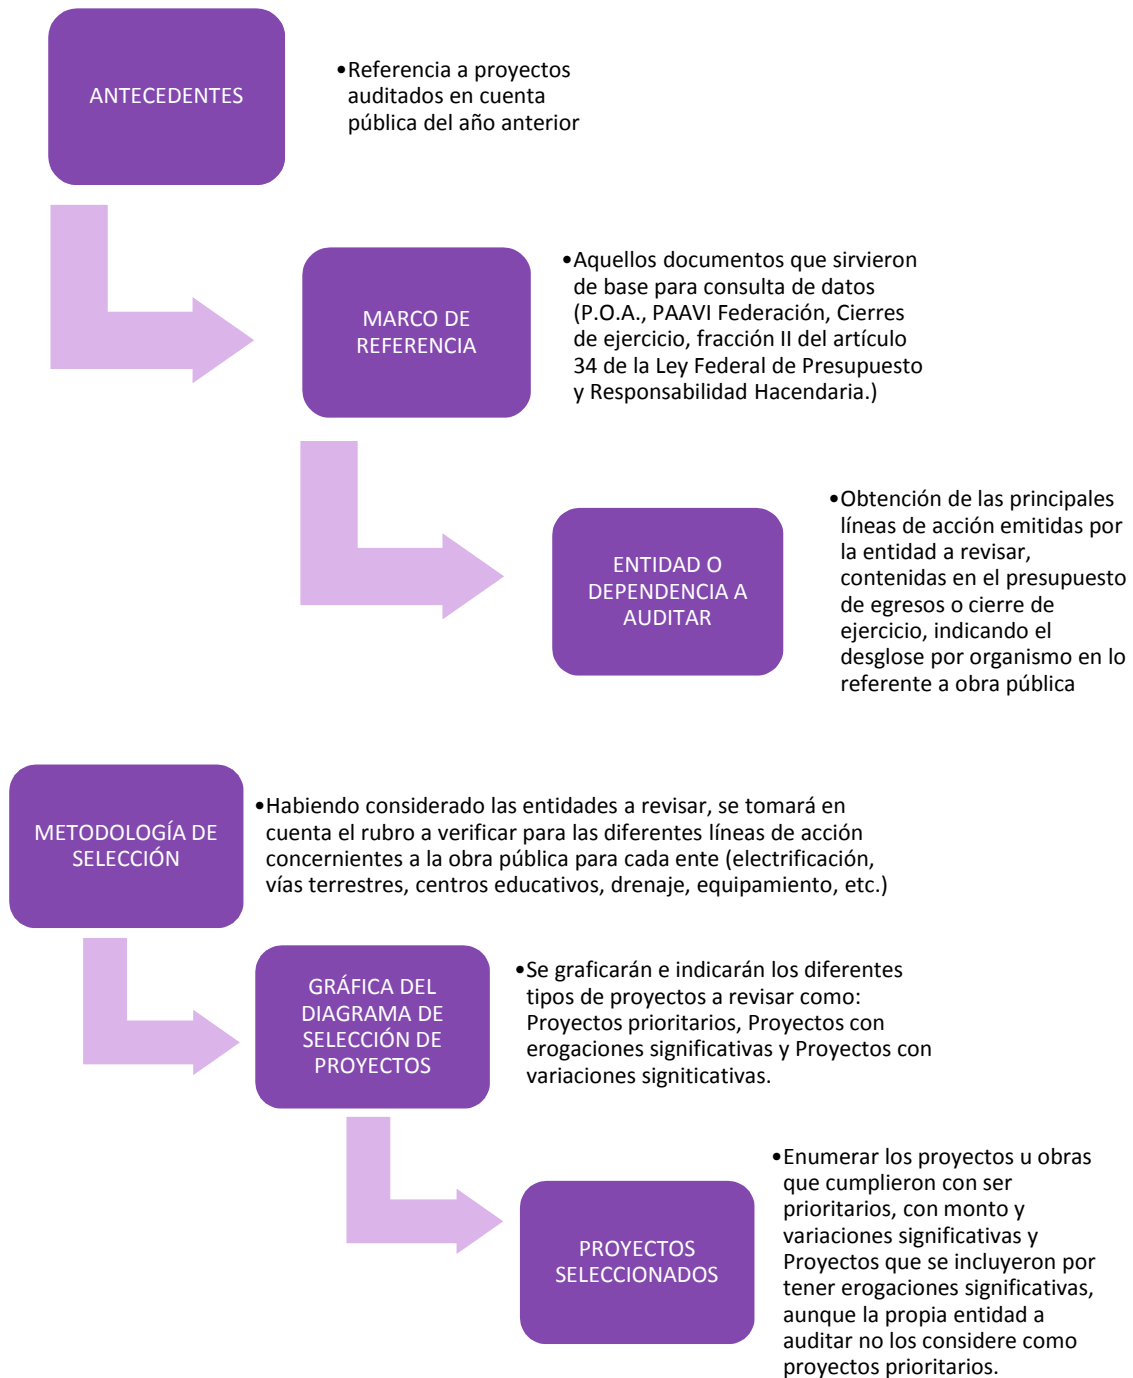 ANTECEDENTES
•Referencia a proyectos
auditados en cuenta
pública del año anterior
MARCO DE
REFERENCIA
•Aquellos documentos que sirvieron
de base para consulta de datos
(P.O.A., PAAVI Federación, Cierres
de ejercicio, fracción II del artículo
34 de la Ley Federal de Presupuesto
y Responsabilidad Hacendaria.)
ENTIDAD O
DEPENDENCIA A
AUDITAR
•Obtención de las principales
líneas de acción emitidas por
la entidad a revisar,
contenidas en el presupuesto
de egresos o cierre de
ejercicio, indicando el
desglose por organismo en lo
referente a obra pública
METODOLOGÍA DE
SELECCIÓN
•Habiendo considerado las entidades a revisar, se tomará en
cuenta el rubro a verificar para las diferentes líneas de acción
concernientes a la obra pública para cada ente (electrificación,
vías terrestres, centros educativos, drenaje, equipamiento, etc.)
GRÁFICA DEL
DIAGRAMA DE
SELECCIÓN DE
PROYECTOS
•Se graficarán e indicarán los diferentes
tipos de proyectos a revisar como:
Proyectos prioritarios, Proyectos con
erogaciones significativas y Proyectos con
variaciones signiticativas.
PROYECTOS
SELECCIONADOS
•Enumerar los proyectos u obras
que cumplieron con ser
prioritarios, con monto y
variaciones significativas y
Proyectos que se incluyeron por
tener erogaciones significativas,
aunque la propia entidad a
auditar no los considere como
proyectos prioritarios.